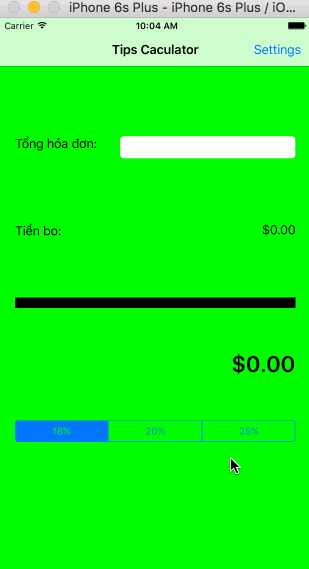 iPhone 6s Plus - iPhone 6s Plus / iO...
Carrier 10:04 AM
Tips Caculator Settings
Tổng hóa đơn:
Tiền bo: $0.00
$0.00
18% 20% 25%